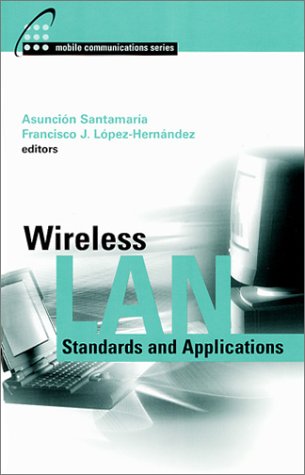 mobile communications series
Asunción Santamaría
Francisco J. López-Hernández
editors
Wireless
LAN
Standards and Applications